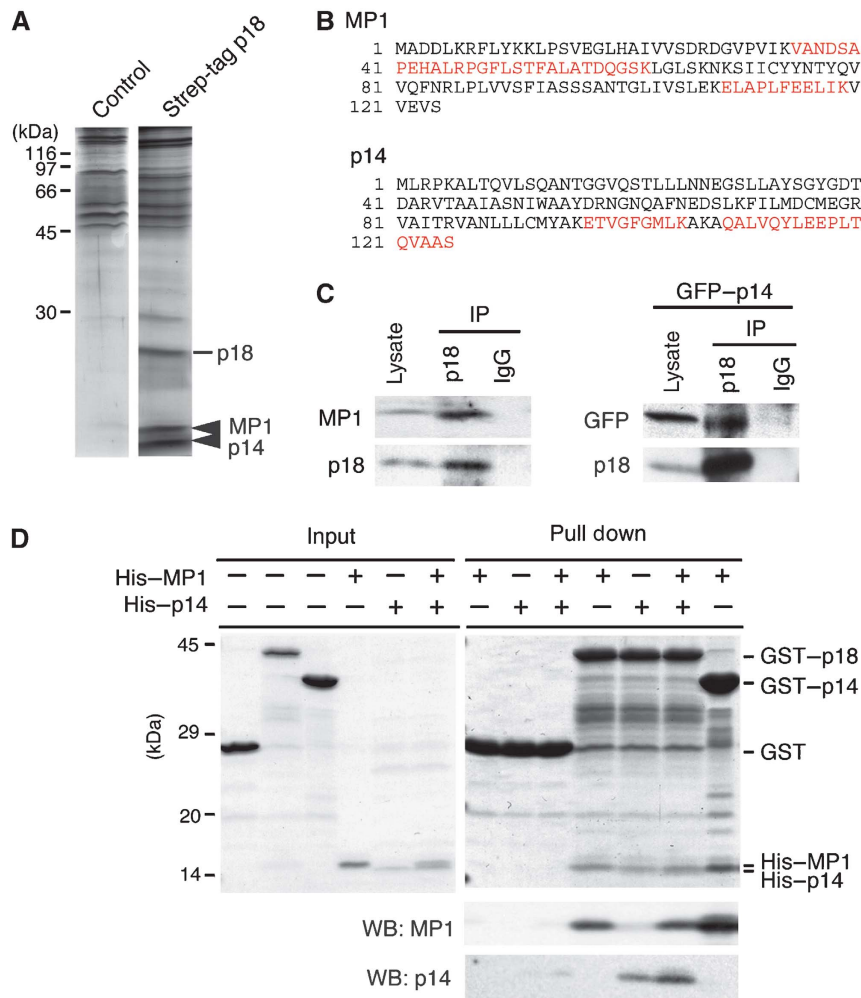 A
Control
Strep-tag p18
(kDa)
116
97
66
45
30
p18
MP1
p14
B
MP1
1 MADDLKRFLYKKLPSVEGLHAIVVSDRDGVPVIKVANDSA
41 PEHALRPGFLSTFALATDQGSKLGLSKNKSIICYYNTYQV
81 VQFNRLPLVVSFIASSSANTGLIVSLEKELAPLFEELIKV
121 VEVS
p14
1 MLRPKALTQVLSQANTGGVQSTLLLNNEGSLLAYSGYGDT
41 DARVTAAIASNIWAAYDRNGNQAFNEDSLKFILMDCMEGR
81 VAITRVANLLLCMYAKETVGFGMLKAKAQALVQYLEEPLT
121 QVAAS
C
IP
Lysate
p18
IgG
MP1
p18
GFP–p14
IP
Lysate
p18
IgG
GFP
p18
D
Input
Pull down
His–MP1 – – – + – + + – + + – + +
His–p14 – – – – + + – + + – + + –
(kDa)
45
29
20
14
GST–p18
GST–p14
GST
His–MP1
His–p14
WB: MP1
WB: p14